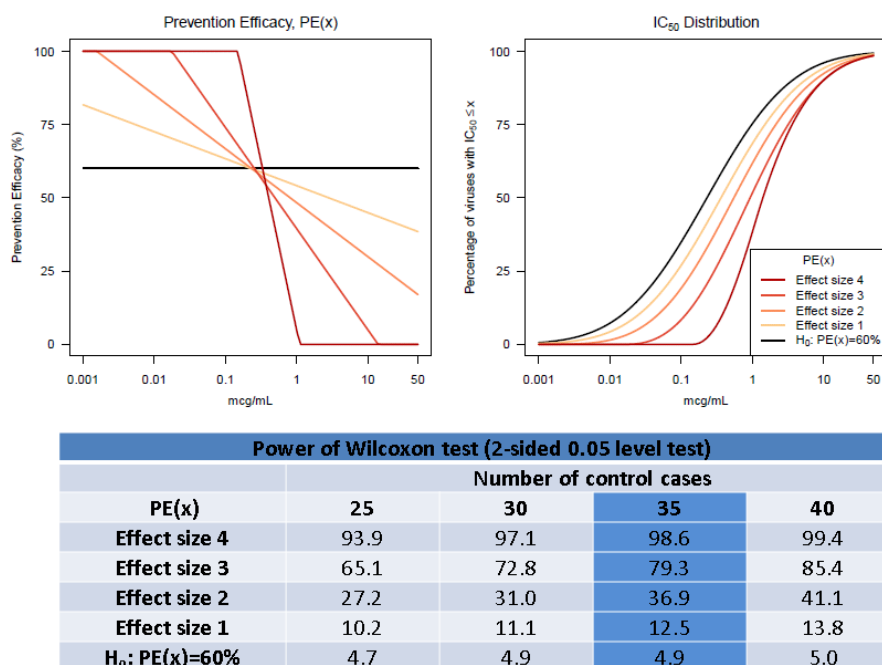 Prevention Efficacy, PE(x)
Prevention Efficacy (%)
100
75
50
25
0
0.001 0.01 0.1 1 10 50
mcg/mL
IC50 Distribution
Percentage of viruses with IC50 ≤ x
100
75
50
25
0
PE(x)
Effect size 4
Effect size 3
Effect size 2
Effect size 1
H0: PE(x)=60%
0.001 0.01 0.1 1 10 50
mcg/mL
Power of Wilcoxon test (2-sided 0.05 level test)
Number of control cases
PE(x) 25 30 35 40
Effect size 4 93.9 97.1 98.6 99.4
Effect size 3 65.1 72.8 79.3 85.4
Effect size 2 27.2 31.0 36.9 41.1
Effect size 1 10.2 11.1 12.5 13.8
H0: PE(x)=60% 4.7 4.9 4.9 5.0